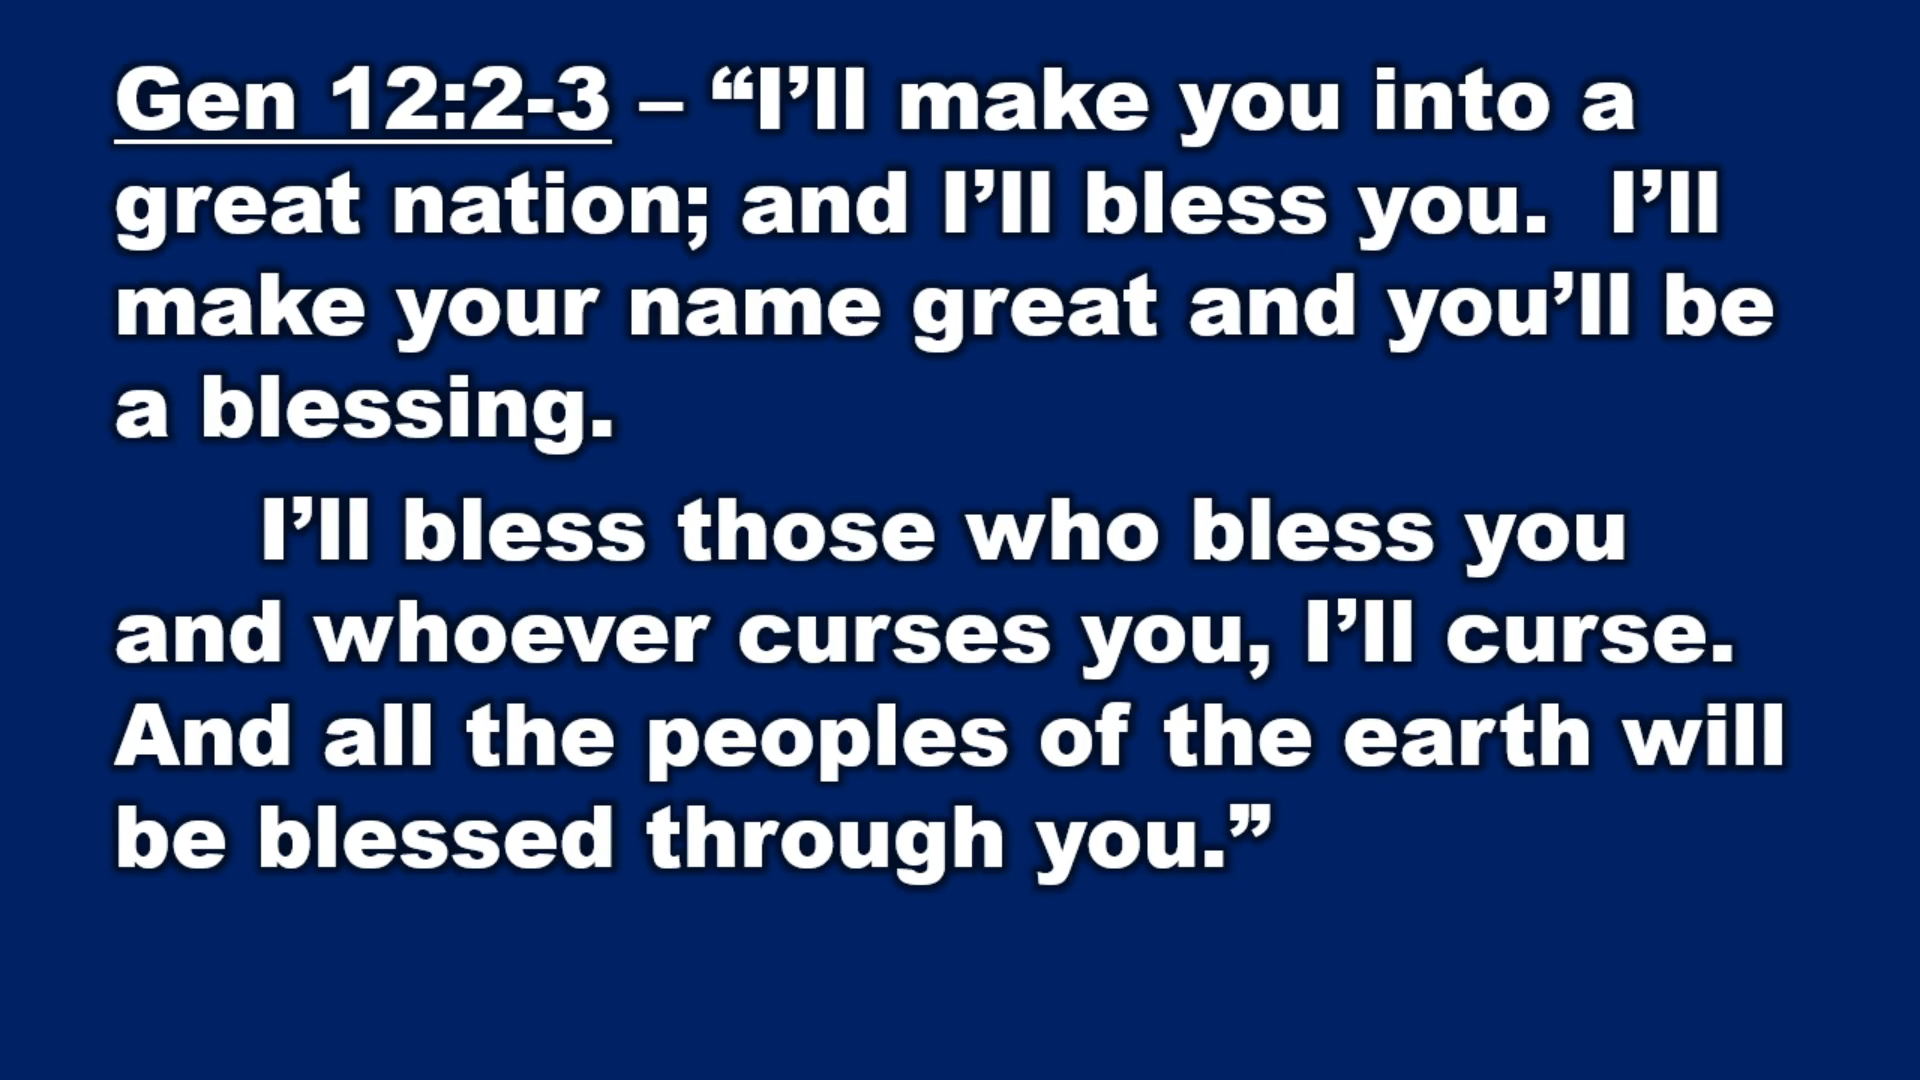 Gen 12:2-3 – “I’ll make you into a
great nation; and I’ll bless you.  I’ll
make your name great and you’ll be
a blessing.
I’ll bless those who bless you
and whoever curses you, I’ll curse.
And all the peoples of the earth will
be blessed through you.”